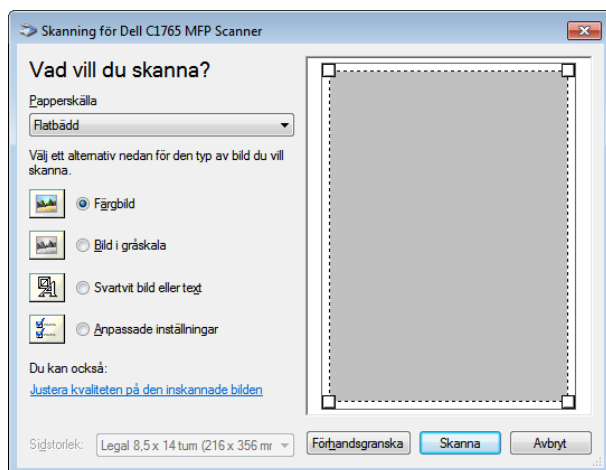 Skanning för Dell C1765 MFP Scanner
Vad vill du skanna?
Papperskälla
Flatbädd
Välj ett alternativ nedan för den typ av bild du vill
skanna.
Färgbild
Bild i gråskala
Svartvit bild eller text
Anpassade inställningar
Du kan också:
Justera kvaliteten på den inskannade bilden
Sidstorlek:
Legal 8,5 x 14 tum (216 x 356 mr
Förhandsgranska
Skanna
Avbryt